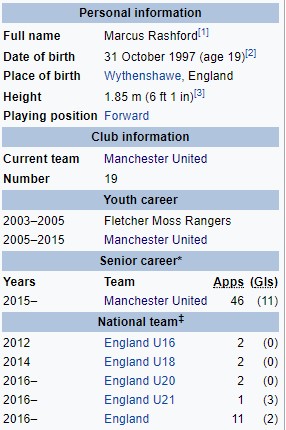 Personal information
Full name Marcus Rashford[1]
Date of birth 31 October 1997 (age 19)[2]
Place of birth Wythenshawe, England
Height 1.85 m (6 ft 1 in)[3]
Playing position Forward
Club information
Current team Manchester United
Number 19
Youth career
2003–2005 Fletcher Moss Rangers
2005–2015 Manchester United
Senior career*
Years Team Apps (Gls)
2015– Manchester United 46 (11)
National team‡
2012 England U16 2 (0)
2014 England U18 2 (0)
2016– England U20 2 (0)
2016– England U21 1 (3)
2016– England 11 (2)